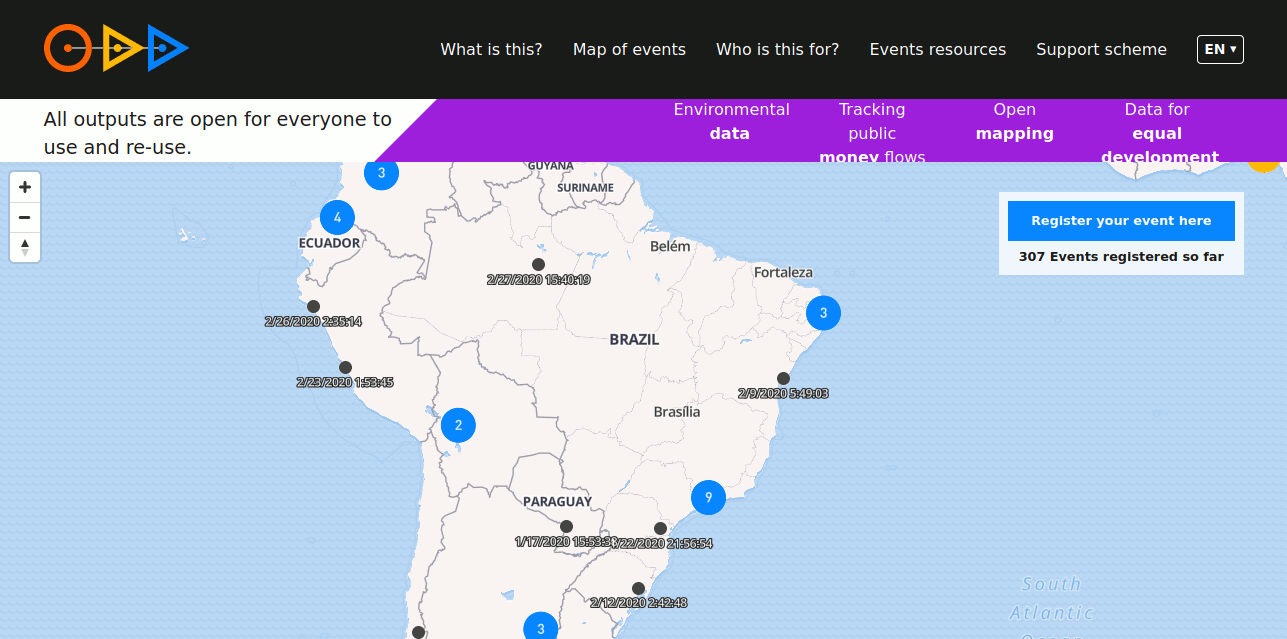 What is this?
Map of events
Who is this for?
Events resources
Support scheme
EN ▾
All outputs are open for everyone to
use and re-use.
Environmental
data
Tracking
public
money flows
Open
mapping
Data for
equal
development
+
−
3
4
GUYANA
SURINAME
ECUADOR
Belém
Fortaleza
Register your event here
307 Events registered so far
2/27/2020 15:40:19
3
2/26/2020 2:35:14
BRAZIL
2/23/2020 1:53:45
2/9/2020 5:49:03
Brasília
2
9
PARAGUAY
1/17/2020 15:53:38
/22/2020 21:56:54
2/12/2020 2:42:48
3
South
Atlantic
Ocean